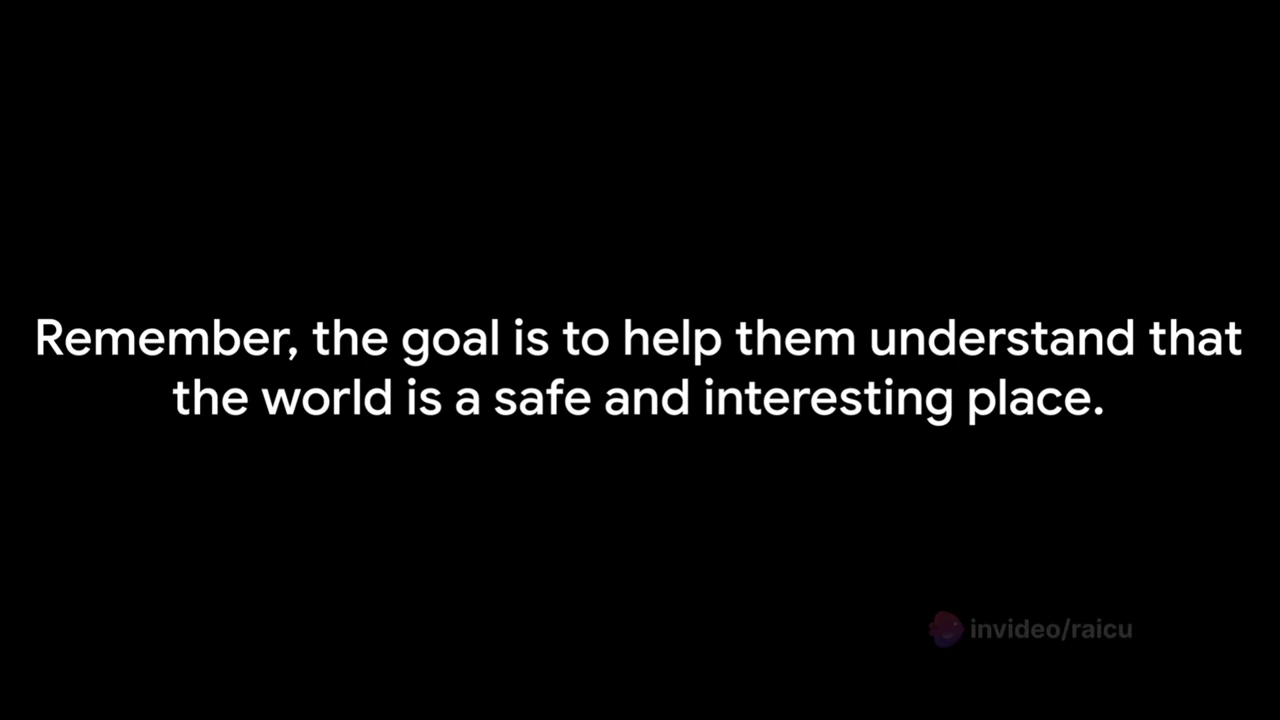 Remember, the goal is to help them understand that
the world is a safe and interesting place.
invideo/raicu